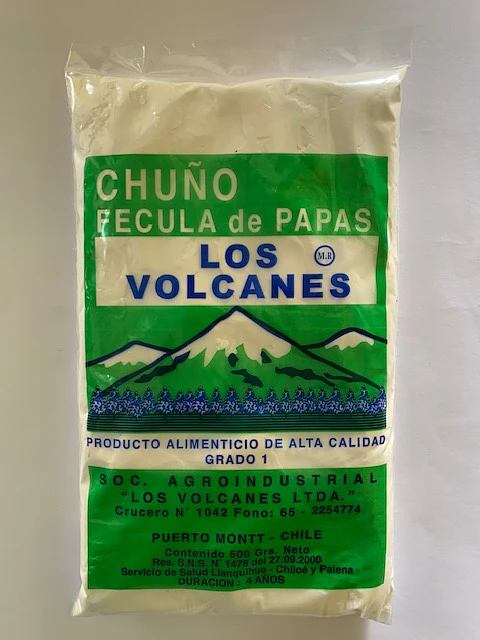 CHUÑO
FECULA de PAPAS
LOS M.R
VOLCANES
PRODUCTO ALIMENTICIO DE ALTA CALIDAD
GRADO 1
SOC. AGROINDUSTRIAL
"LOS VOLCANES LTDA."
Crucero N° 1042 Fono: 65 - 2254774
PUERTO MONTT - CHILE
Contenido 500 Grs. Neto
Res. S.N.S. N° 1476 del 27.09.2000
Servicio de Salud Llanquihue - Chiloé y Palena
DURACION : 4 AÑOS